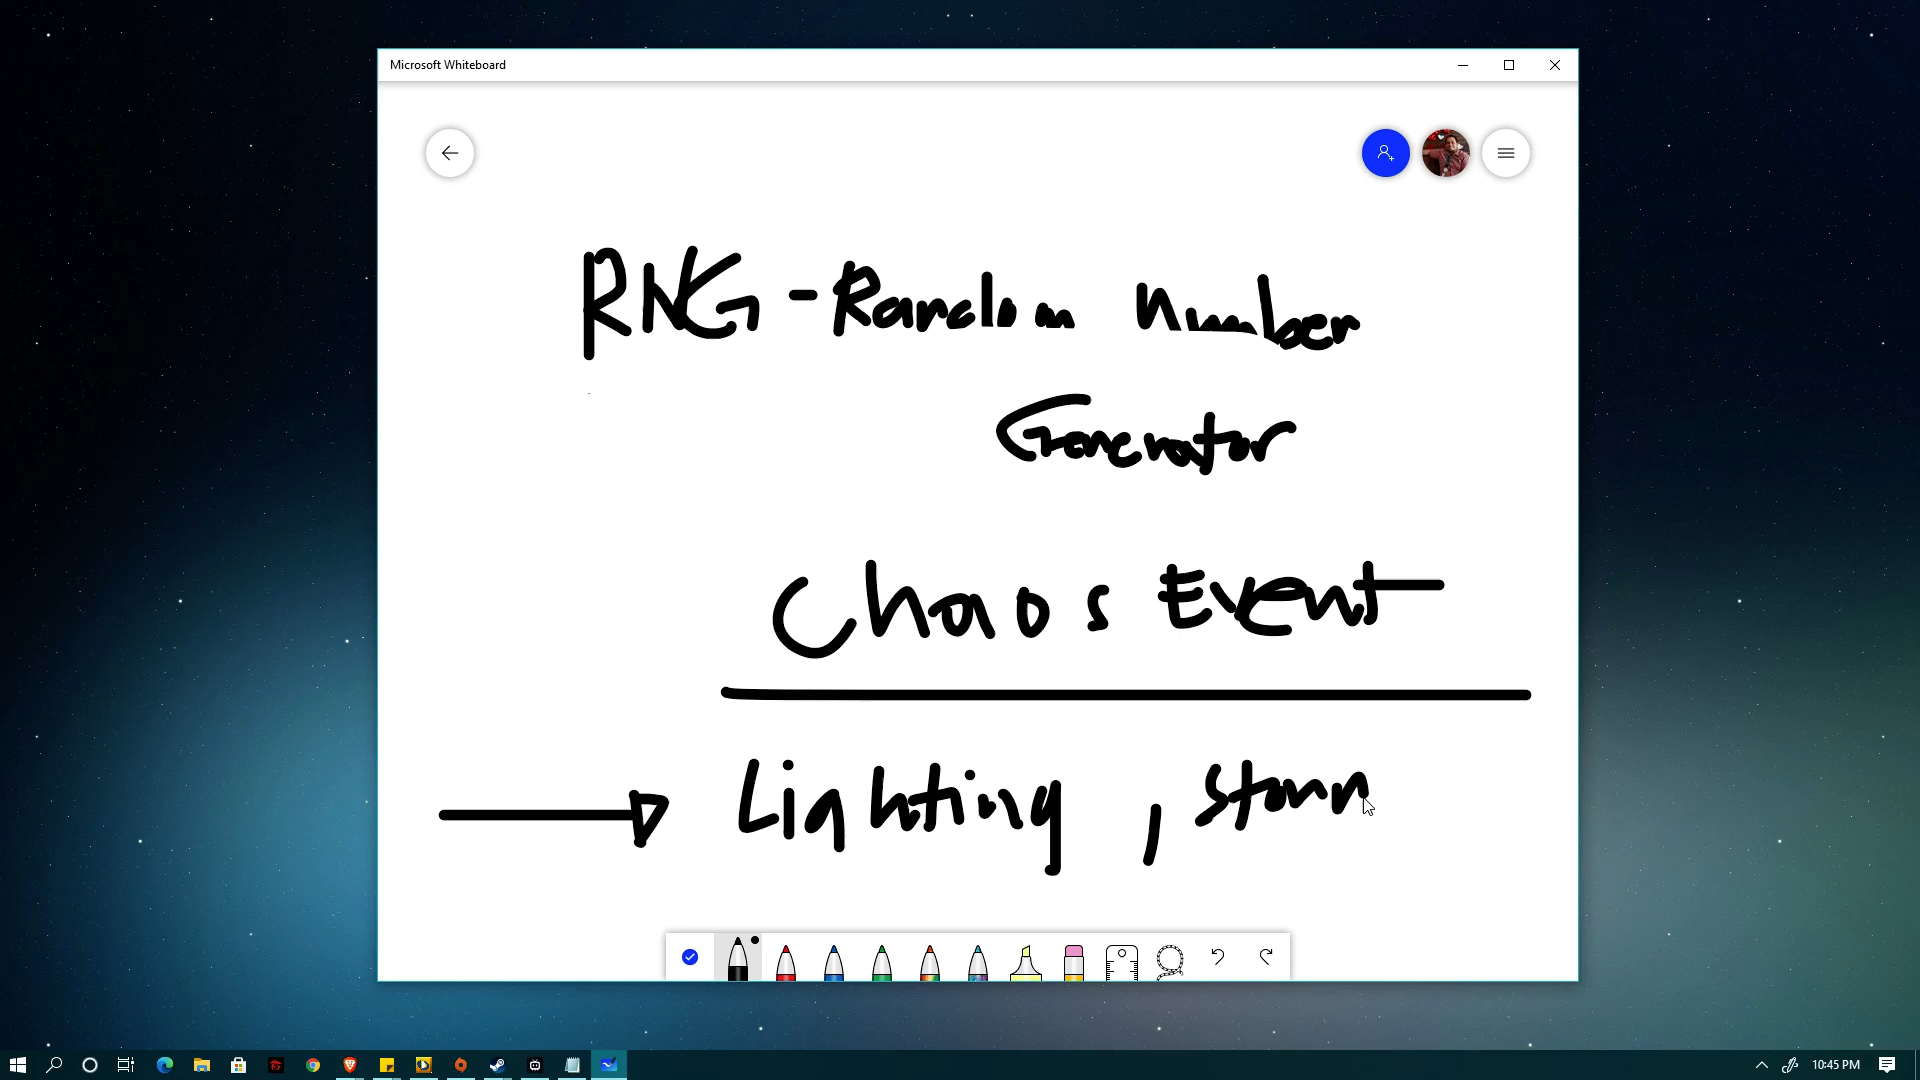 Microsoft Whiteboard
RNG - Random Number
Generator
Chaos Event
Lighting , Storm
10:45 PM